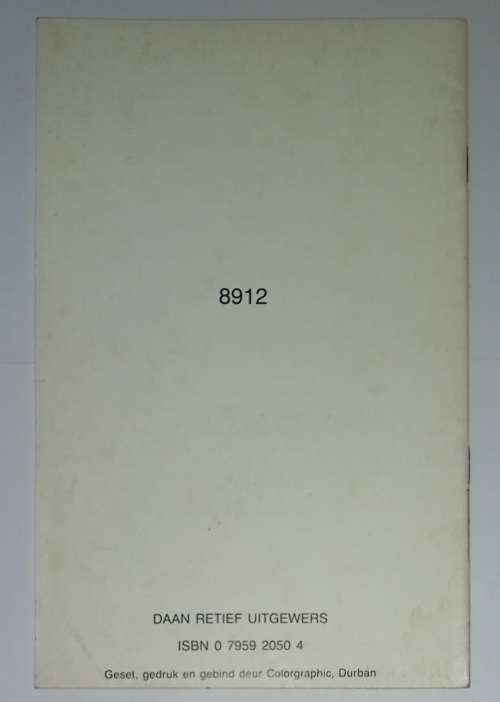 8912
DAAN RETIEF UITGEWERS
ISBN 0 7959 2050 4
Geset, gedruk en gebind deur Colorgraphic, Durban